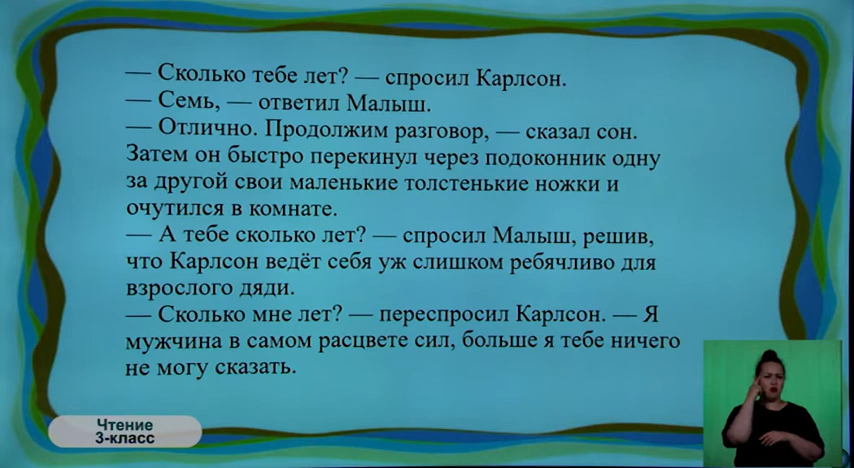 — Сколько тебе лет? — спросил Карлсон.
— Семь, — ответил Малыш.
— Отлично. Продолжим разговор, — сказал сон.
Затем он быстро перекинул через подоконник одну
за другой свои маленькие толстенькие ножки и
очутился в комнате.
— А тебе сколько лет? — спросил Малыш, решив,
что Карлсон ведёт себя уж слишком ребячливо для
взрослого дяди.
— Сколько мне лет? — переспросил Карлсон. — Я
мужчина в самом расцвете сил, больше я тебе ничего
не могу сказать.
Чтение
3-класс